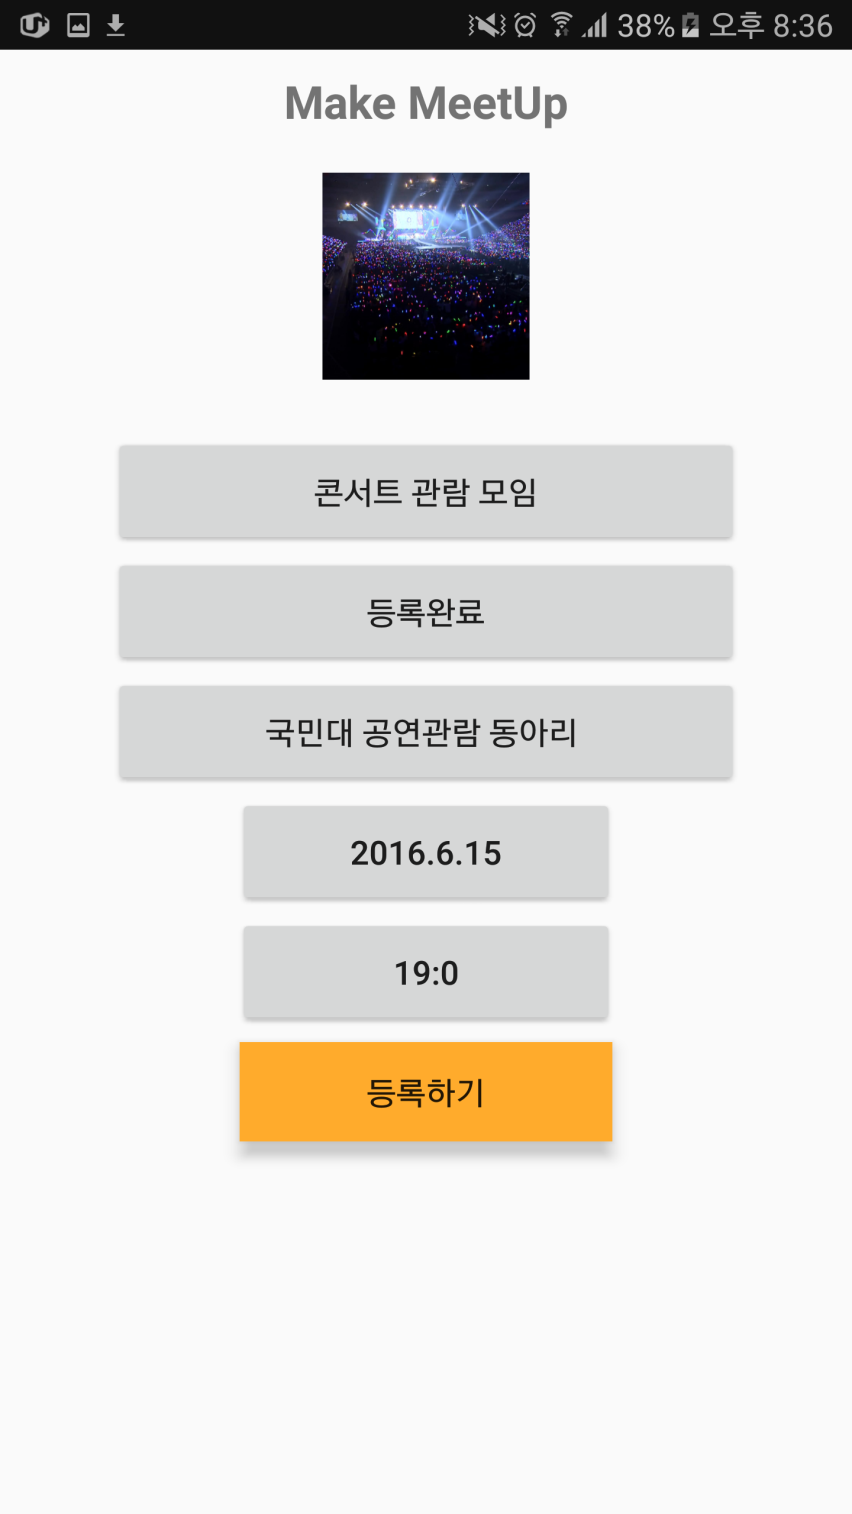 38% 오후 8:36
Make MeetUp
콘서트 관람 모임
등록완료
국민대 공연관람 동아리
2016.6.15
19:0
등록하기